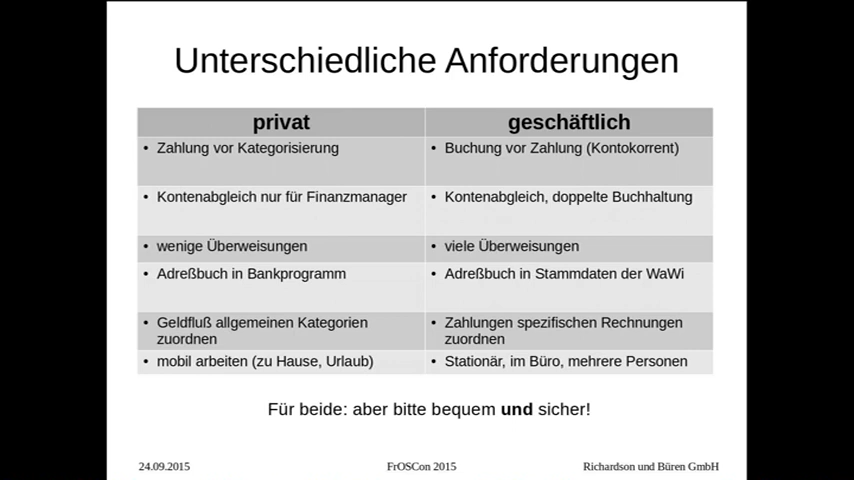 Unterschiedliche Anforderungen
privat
geschäftlich
• Zahlung vor Kategorisierung
• Buchung vor Zahlung (Kontokorrent)
• Kontenabgleich nur für Finanzmanager
• Kontenabgleich, doppelte Buchhaltung
• wenige Überweisungen
• viele Überweisungen
• Adreßbuch in Bankprogramm
• Adreßbuch in Stammdaten der WaWi
• Geldfluß allgemeinen Kategorien
zuordnen
• Zahlungen spezifischen Rechnungen
zuordnen
• mobil arbeiten (zu Hause, Urlaub)
• Stationär, im Büro, mehrere Personen
Für beide: aber bitte bequem und sicher!
24.09.2015
FrOSCon 2015
Richardson und Büren GmbH